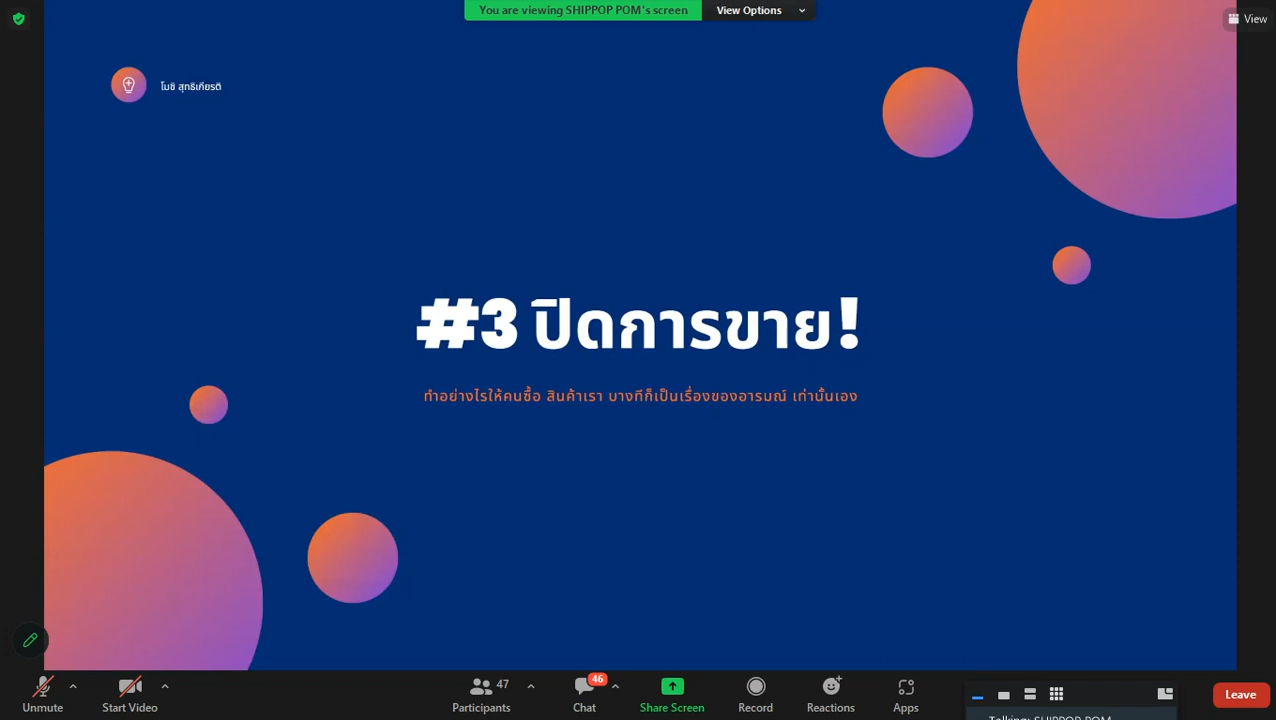 You are viewing SHIPPOP POM's screen
View Options
View
โมชิ สุทธิเกียรติ
#3 ปิดการขาย!
ทำอย่างไรให้คนซื้อ สินค้าเรา บางทีก็เป็นเรื่องของอารมณ์ เท่านั้นเอง
Unmute
Start Video
47
Participants
46
Chat
Share Screen
Record
Reactions
Apps
Talking: SHIPPOP POM
Leave